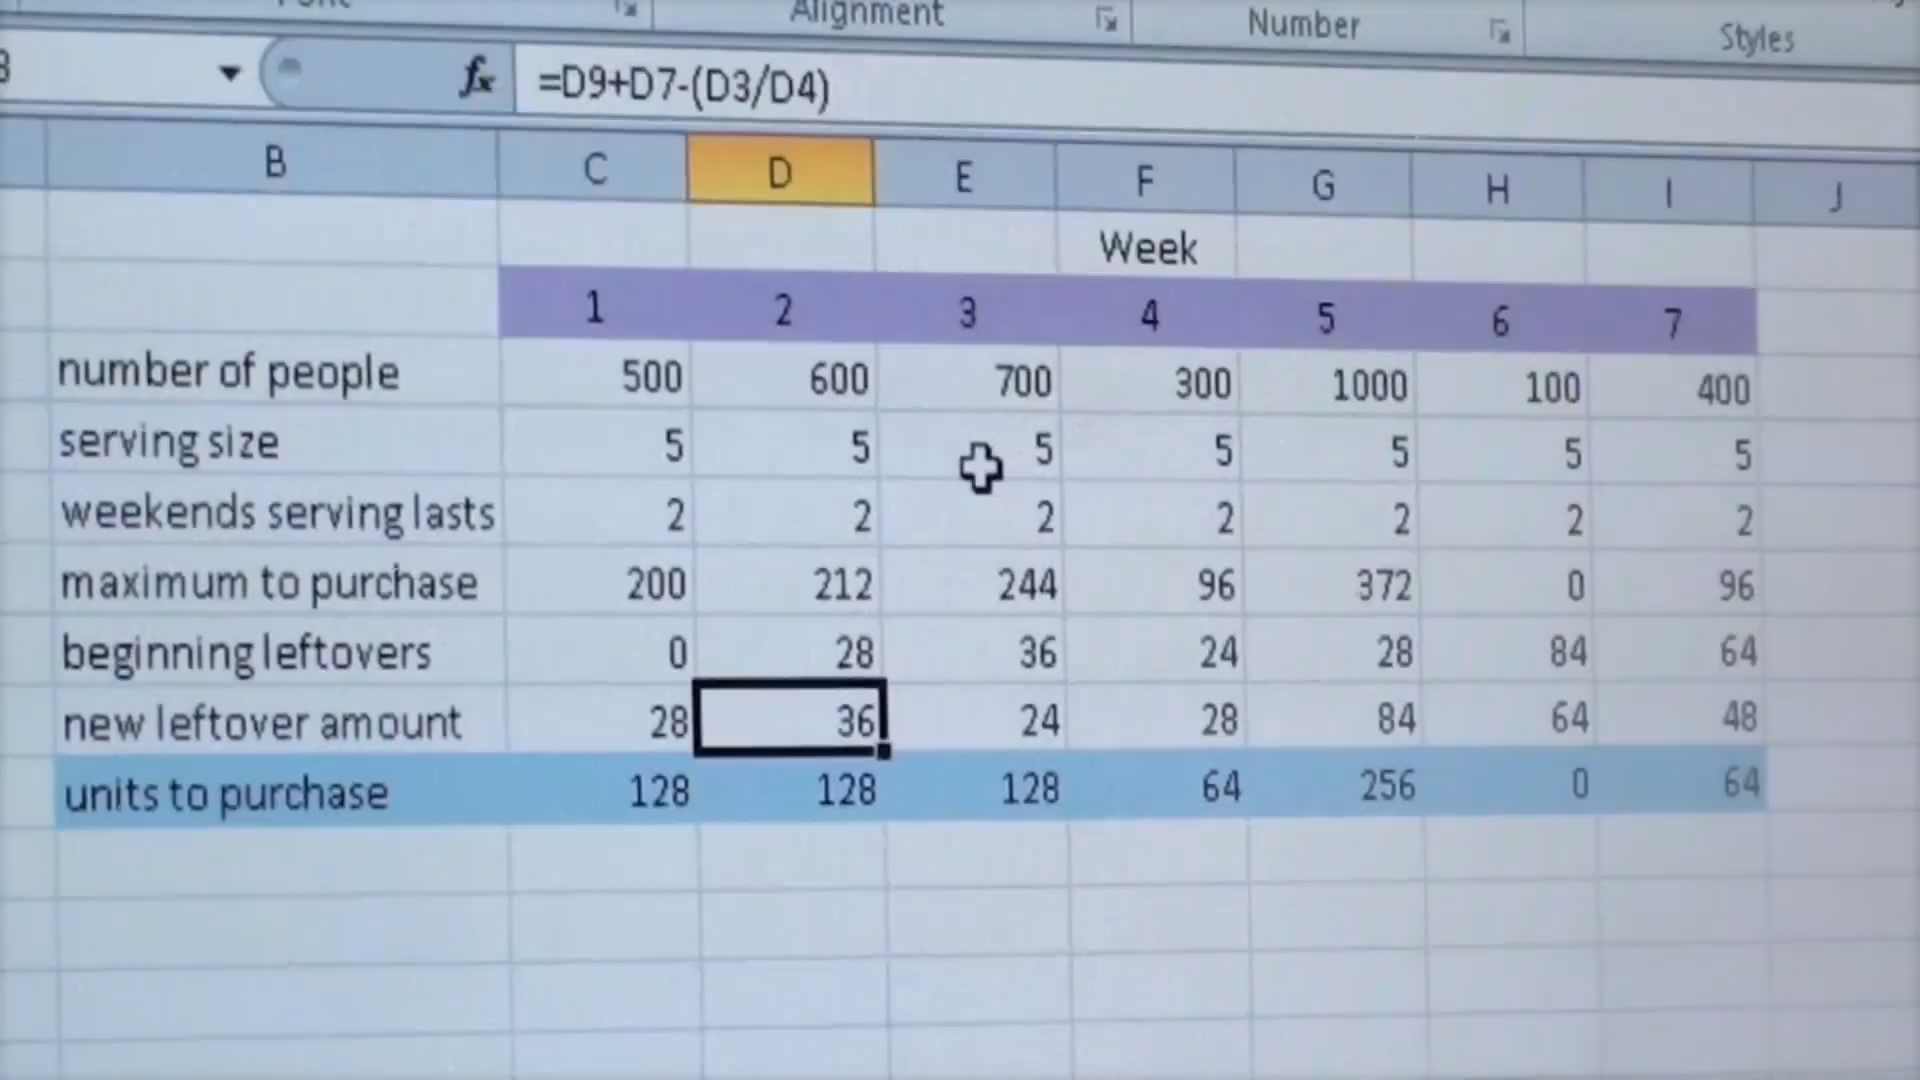 Alignment Number Styles
=D9+D7-(D3/D4)
B C D E F G H I J
Week
1 2 3 4 5 6 7
number of people 500 600 700 300 1000 100 400
serving size 5 5 5 5 5 5 5
weekends serving lasts 2 2 2 2 2 2 2
maximum to purchase 200 212 244 96 372 0 96
beginning leftovers 0 28 36 24 28 84 64
new leftover amount 28 36 24 28 84 64 48
units to purchase 128 128 128 64 256 0 64